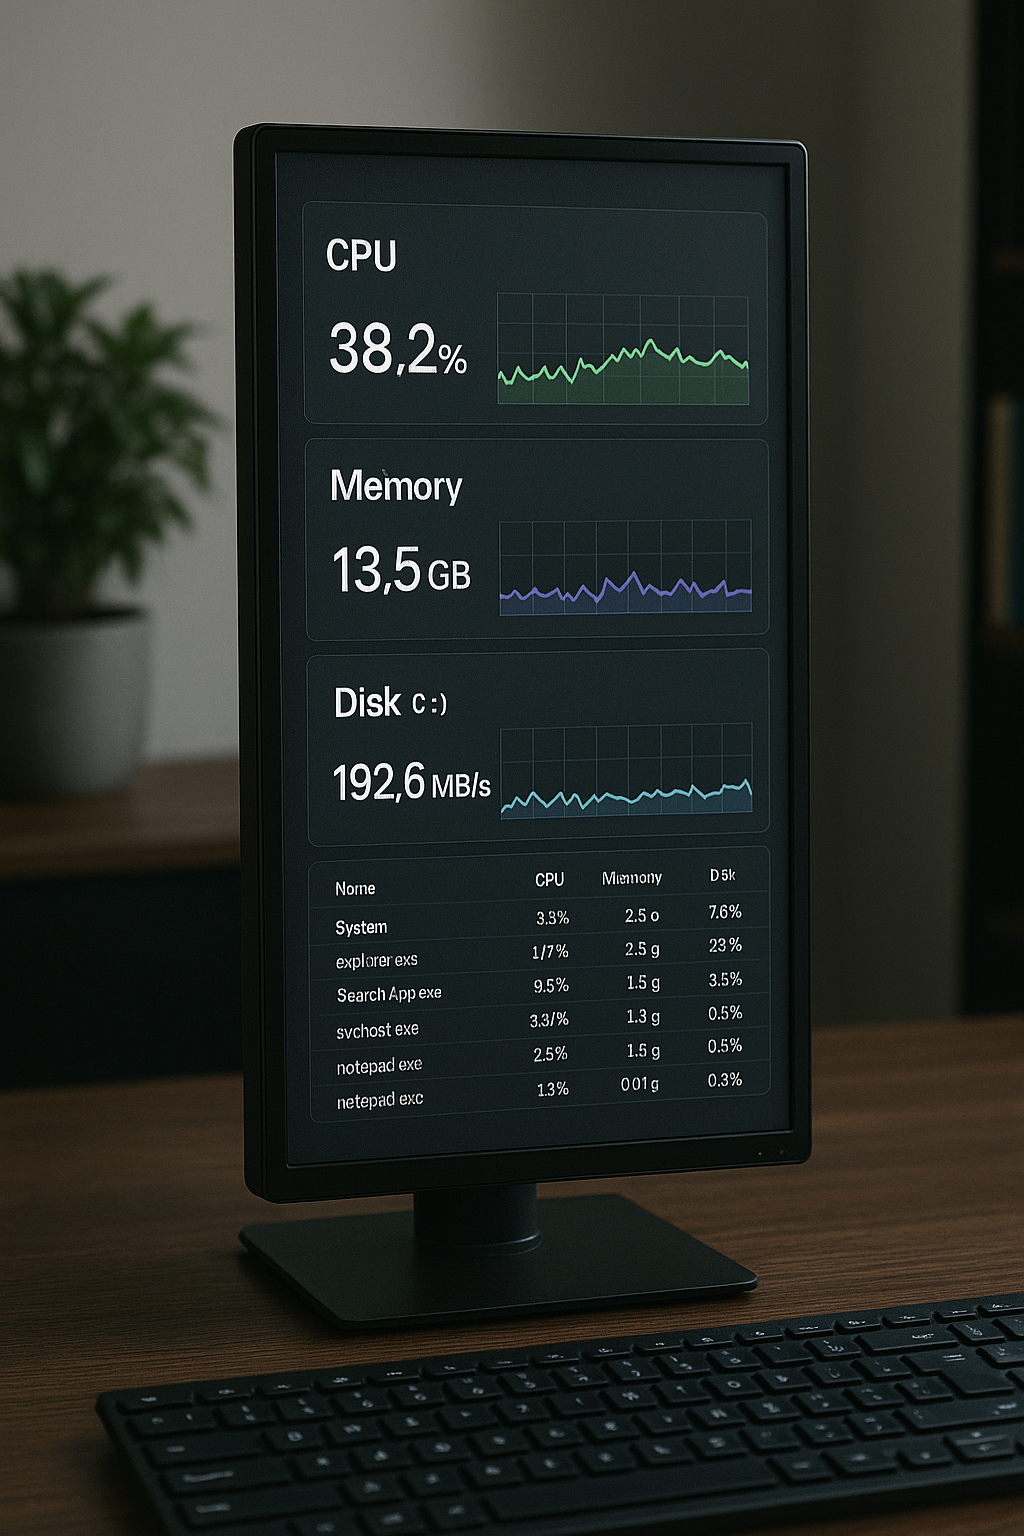 CPU
38,2%
Memory
13,5 GB
Disk C:)
192,6 MB/s
Nome CPU Miemony D5k
System 3.3% 2.5 o 7.6%
explorer exs 1/7% 2.5 g 23%
Search App exe 9.5% 1.5 g 3.5%
svchost exe 3.3/% 1.3 g 0.5%
notepad exe 2.5% 1.5 g 0.5%
netepad exc 1.3% 001g 0.3%